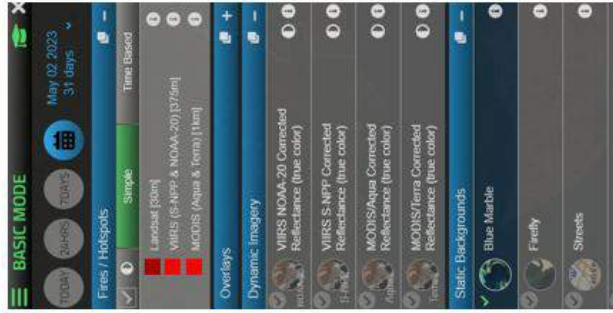 BASIC MODE
TODAY
24HRS
7DAYS
May 02 2023
31 days
Fires / Hotspots
Simple
Time Based
Landsat [30m]
VIIRS (S-NPP & NOAA-20) [375m]
MODIS (Aqua & Terra) [1km]
Overlays
Dynamic Imagery
VIIRS NOAA-20 Corrected
Reflectance (true color)
VIIRS S-NPP Corrected
Reflectance (true color)
MODIS/Aqua Corrected
Reflectance (true color)
MODIS/Terra Corrected
Reflectance (true color)
Static Backgrounds
Blue Marble
Firefly
Streets